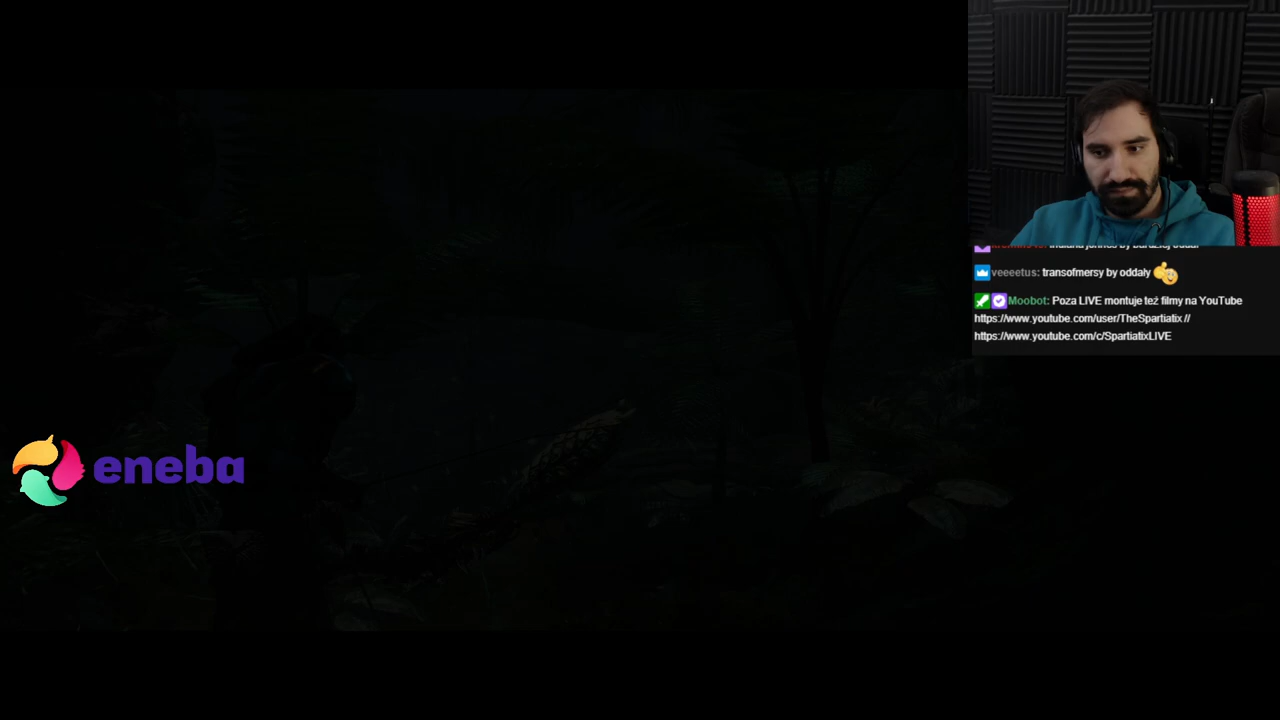 veeeetus: transofmersy by oddały
Moobot: Poza LIVE montuje też filmy na YouTube
https://www.youtube.com/user/TheSpartiatix //
https://www.youtube.com/c/SpartiatixLIVE
eneba